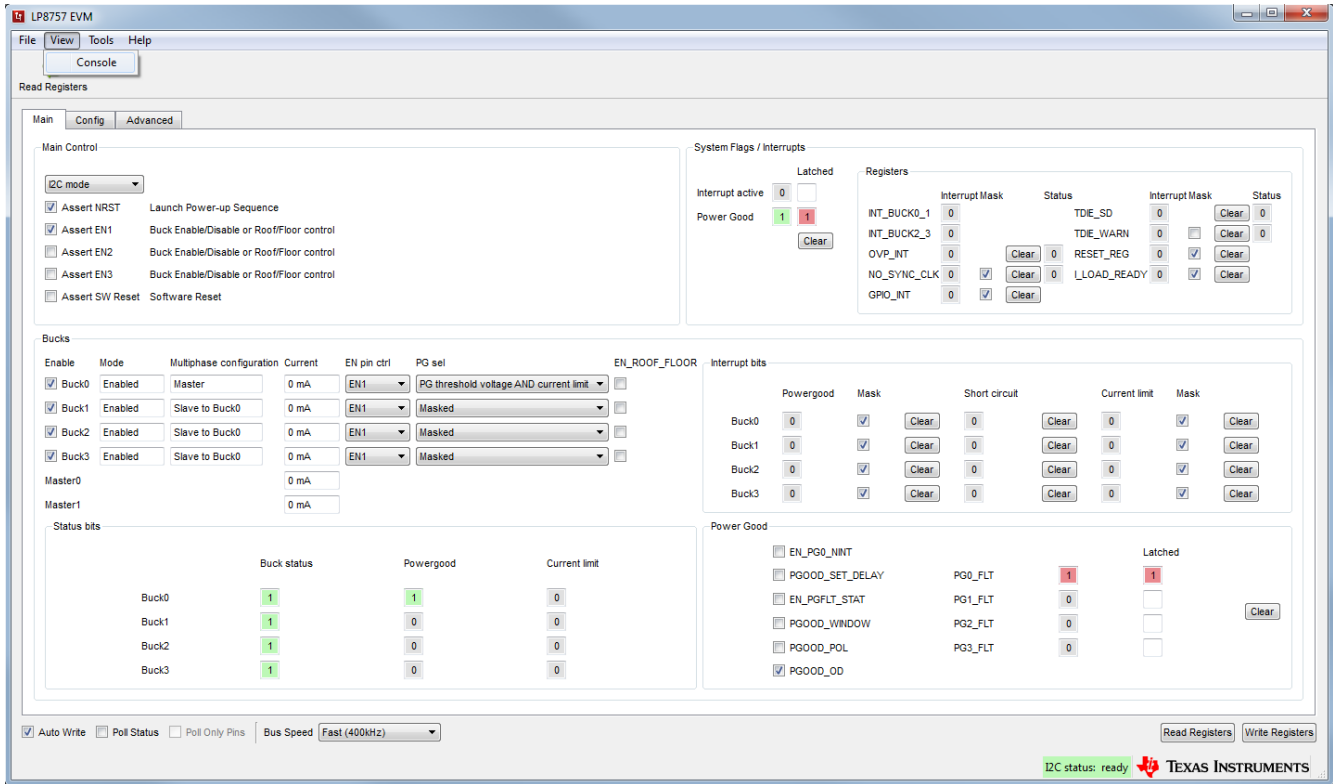 LP8757 EVM
File View Tools Help
Console
Read Registers
Main Config Advanced
Main Control
I2C mode
Assert NRST Launch Power-up Sequence
Assert EN1 Buck Enable/Disable or Roof/Floor control
Assert EN2 Buck Enable/Disable or Roof/Floor control
Assert EN3 Buck Enable/Disable or Roof/Floor control
Assert SW Reset Software Reset
System Flags / Interrupts
Latched
Interrupt active 0
Power Good 1 1
Clear
Registers
Interrupt Mask Status Interrupt Mask Status
INT_BUCK0_1 0 TDIE_SD 0 Clear 0
INT_BUCK2_3 0 TDIE_WARN 0 Clear 0
OVP_INT 0 Clear 0 RESET_REG 0 Clear
NO_SYNC_CLK 0 Clear 0 I_LOAD_READY 0 Clear
GPIO_INT 0 Clear
Bucks
Enable Mode Multiphase configuration Current EN pin ctrl PG sel EN_ROOF_FLOOR
Buck0 Enabled Master 0 mA EN1 PG threshold voltage AND current limit
Buck1 Enabled Slave to Buck0 0 mA EN1 Masked
Buck2 Enabled Slave to Buck0 0 mA EN1 Masked
Buck3 Enabled Slave to Buck0 0 mA EN1 Masked
Master0 0 mA
Master1 0 mA
Interrupt bits
Powergood Mask Short circuit Current limit Mask
Buck0 0 Clear 0 Clear 0 Clear
Buck1 0 Clear 0 Clear 0 Clear
Buck2 0 Clear 0 Clear 0 Clear
Buck3 0 Clear 0 Clear 0 Clear
Status bits
Buck status Powergood Current limit
Buck0 1 1 0
Buck1 1 0 0
Buck2 1 0 0
Buck3 1 0 0
Power Good
EN_PG0_NINT Latched
PGOOD_SET_DELAY PG0_FLT 1 1
EN_PGFLT_STAT PG1_FLT 0
Clear
PGOOD_WINDOW PG2_FLT 0
PGOOD_POL PG3_FLT 0
PGOOD_OD
Auto Write Poll Status Poll Only Pins Bus Speed Fast (400kHz) Read Registers Write Registers
I2C status: ready TEXAS INSTRUMENTS